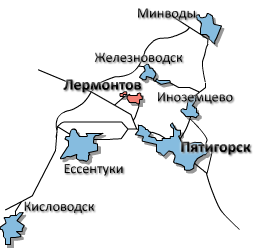 Минводы
Железноводск
Лермонтов
Иноземцево
Пятигорск
Ессентуки
Кисловодск